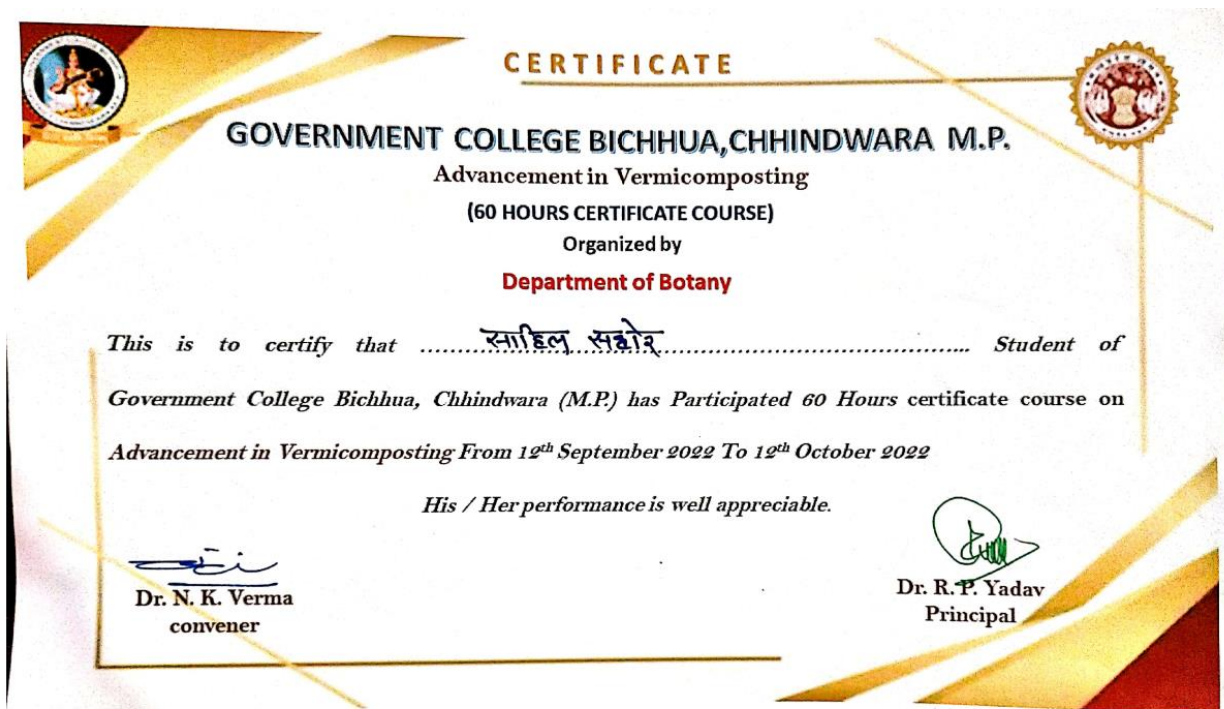 CERTIFICATE
GOVERNMENT COLLEGE BICHHUA,CHHINDWARA M.P.
Advancement in Vermicomposting
(60 HOURS CERTIFICATE COURSE)
Organized by
Department of Botany
This is to certify that ......... साहिल सहारे ......................................... Student of
Government College Bichhua, Chhindwara (M.P.) has Participated 60 Hours certificate course on
Advancement in Vermicomposting From 12th September 2022 To 12th October 2022
His / Her performance is well appreciable.
Dr. N. K. Verma
convener
Dr. R. P. Yadav
Principal